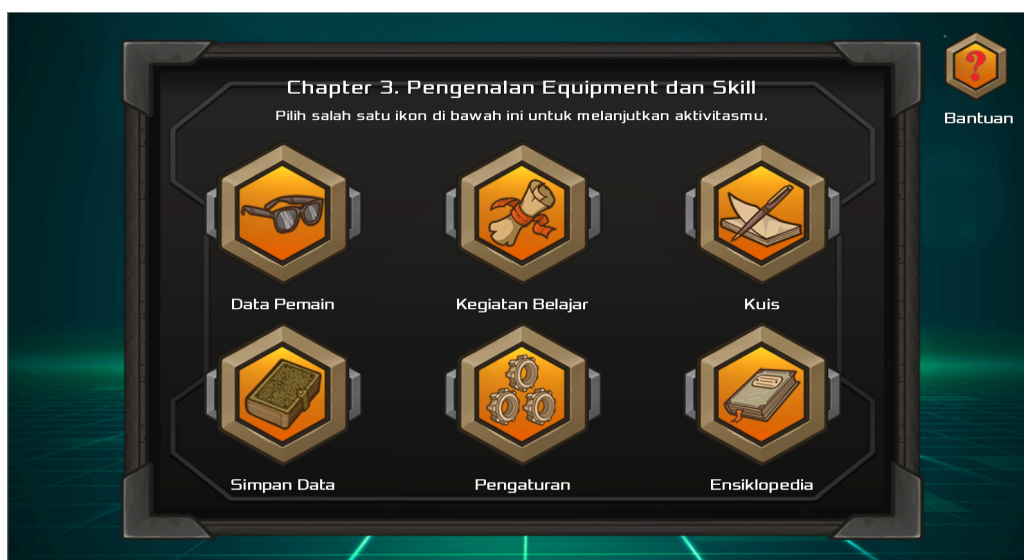 Chapter 3. Pengenalan Equipment dan Skill
Pilih salah satu ikon di bawah ini untuk melanjutkan aktivitasmu.
?
Bantuan
Data Pemain
Kegiatan Belajar
Kuis
Simpan Data
Pengaturan
Ensiklopedia